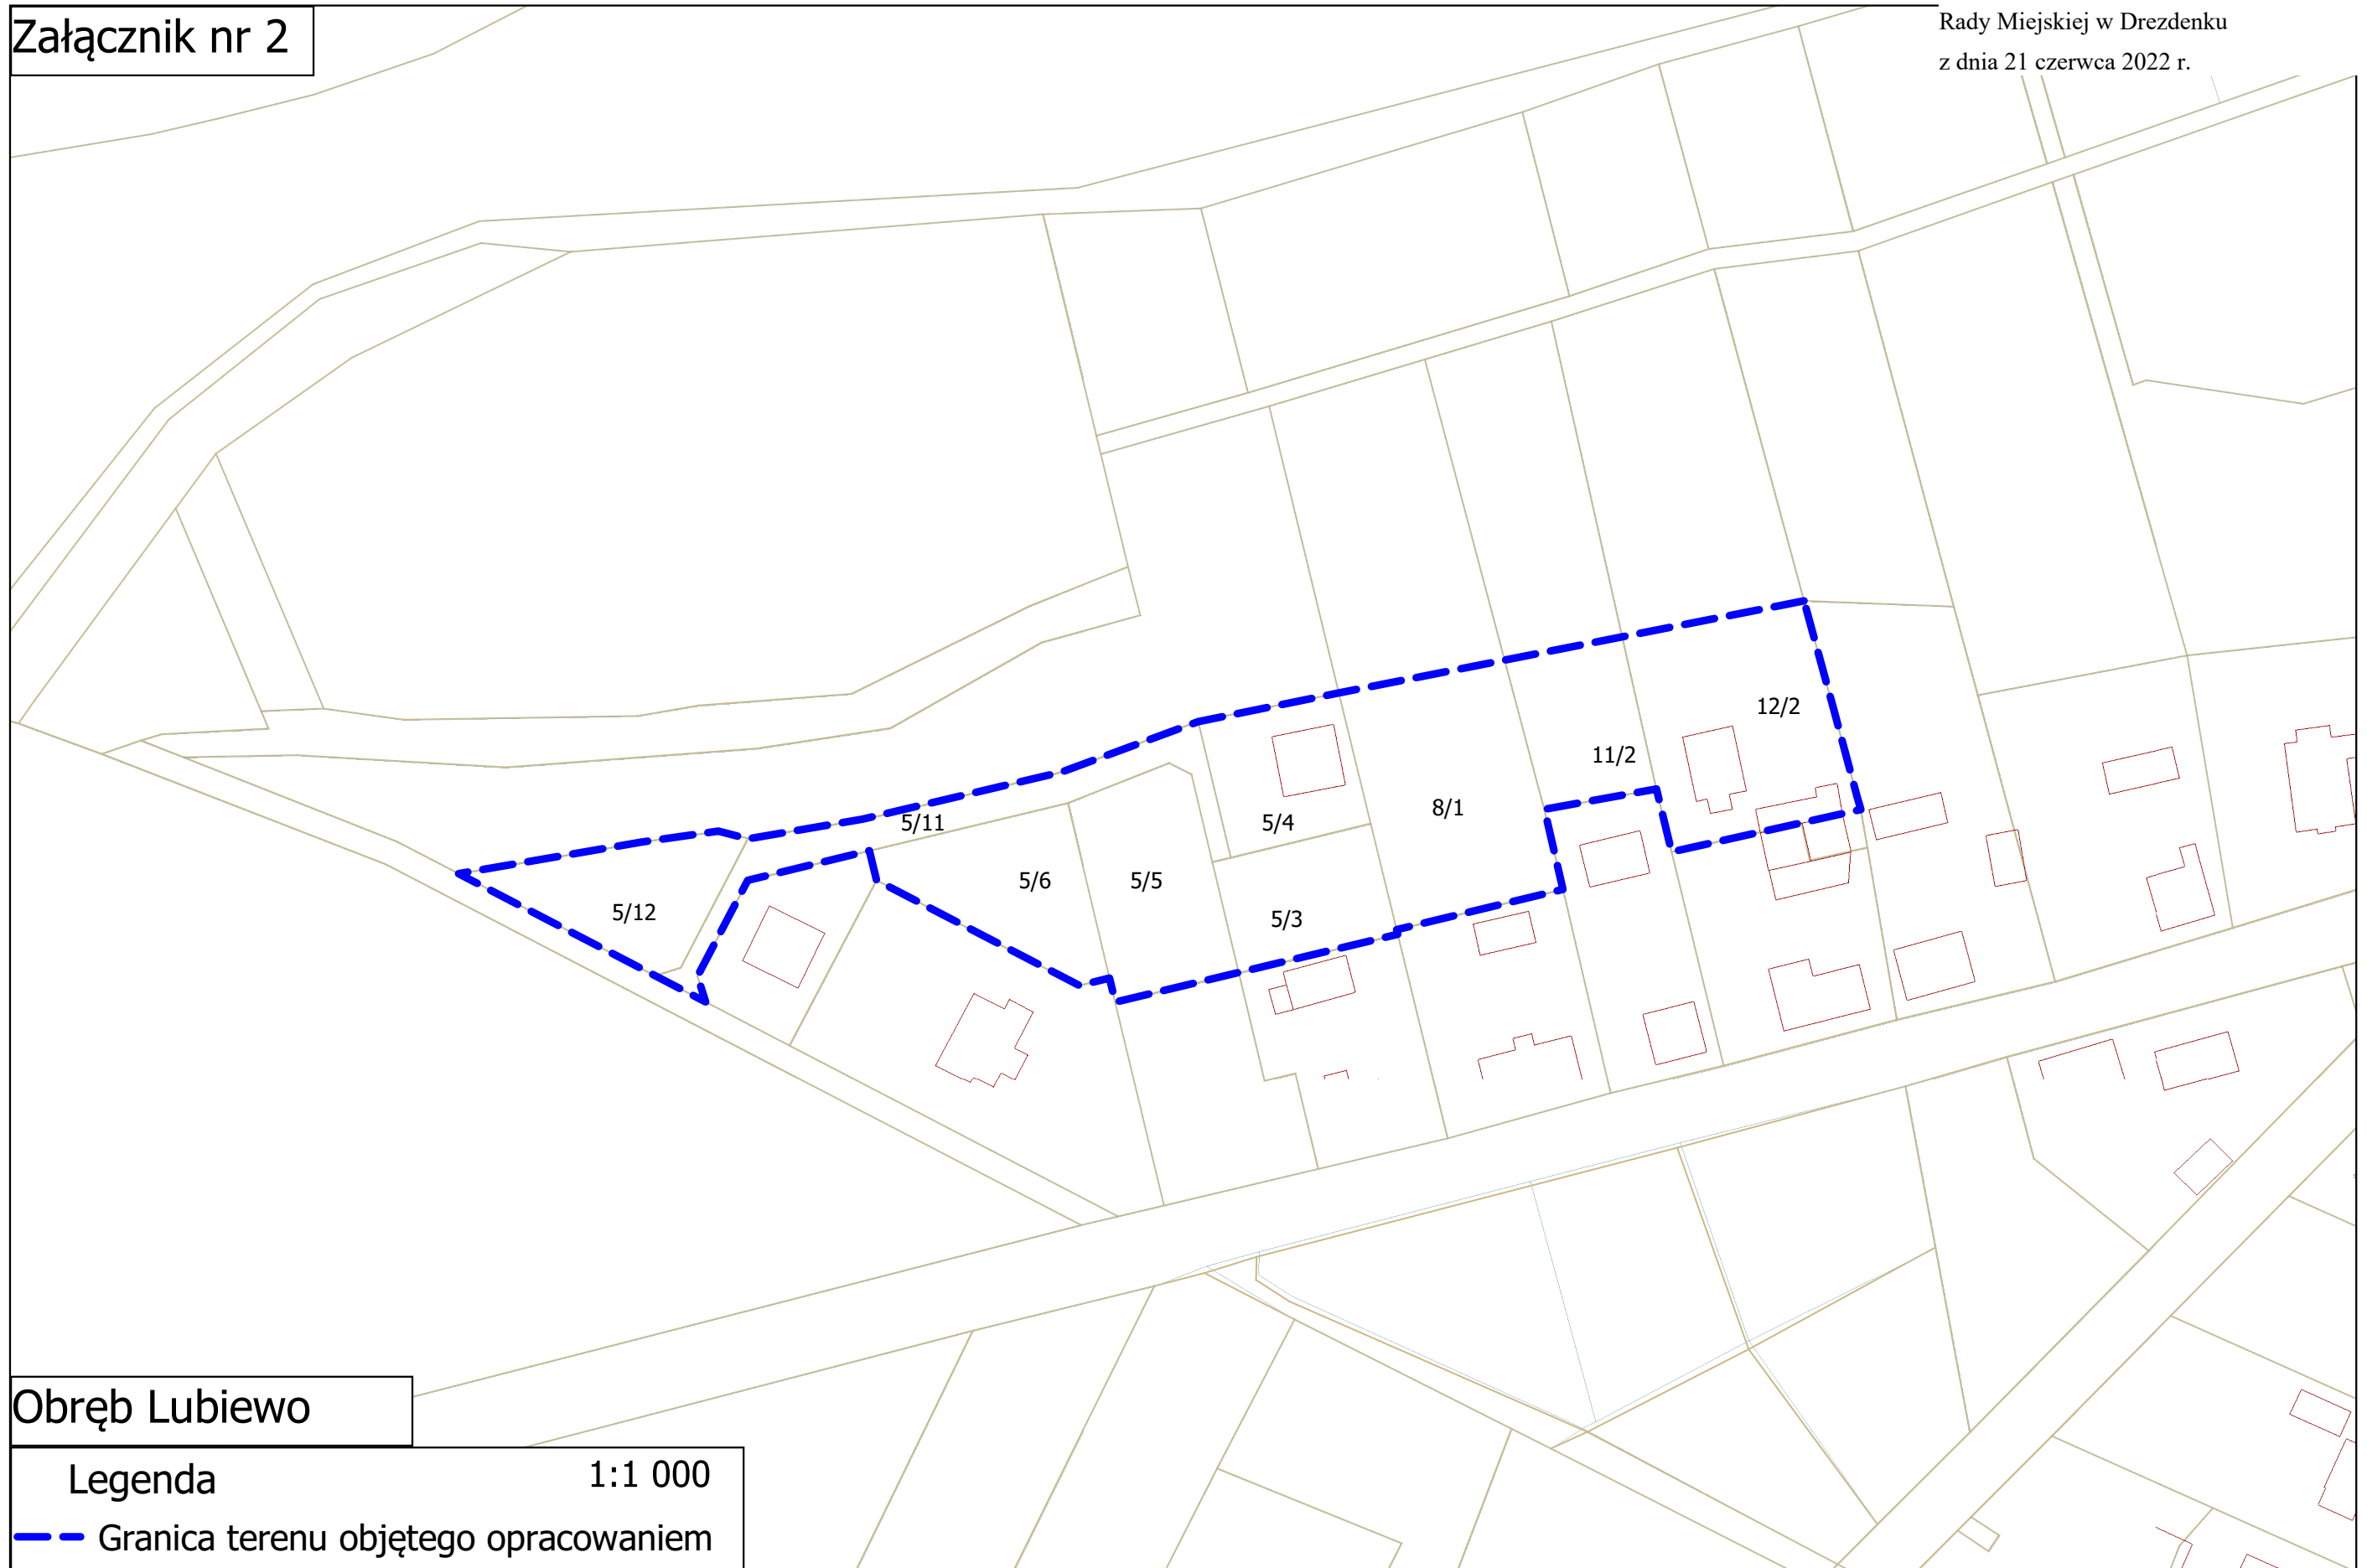 Załącznik nr 2
Rady Miejskiej w Drezdenku
z dnia 21 czerwca 2022 r.
12/2
11/2
8/1
5/11
5/4
5/6
5/5
5/12
5/3
Obręb Lubiewo
Legenda 1:1 000
Granica terenu objętego opracowaniem